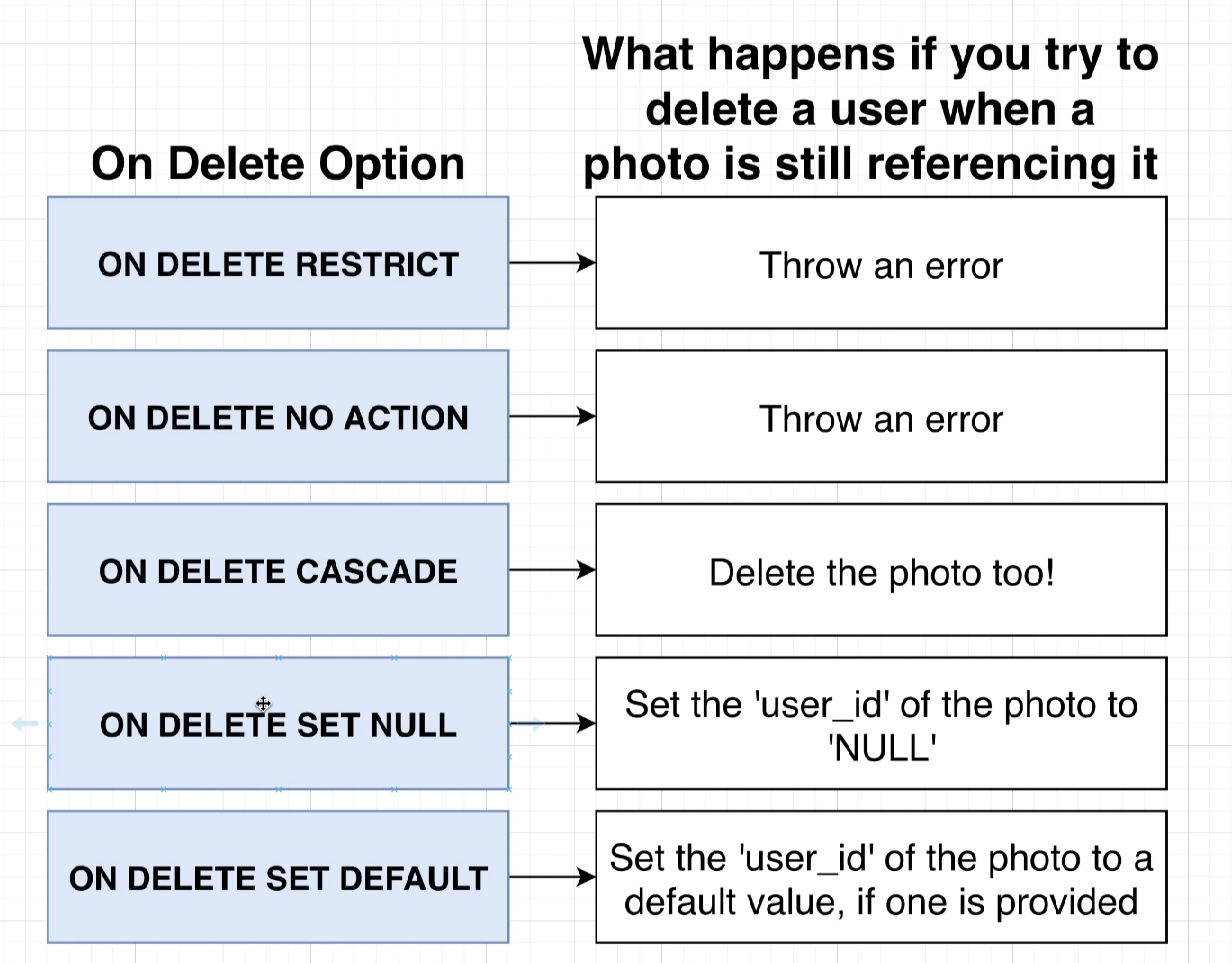 What happens if you try to
delete a user when a
photo is still referencing it
On Delete Option
ON DELETE RESTRICT
Throw an error
ON DELETE NO ACTION
Throw an error
ON DELETE CASCADE
Delete the photo too!
ON DELETE SET NULL
Set the 'user_id' of the photo to
'NULL'
ON DELETE SET DEFAULT
Set the 'user_id' of the photo to a
default value, if one is provided